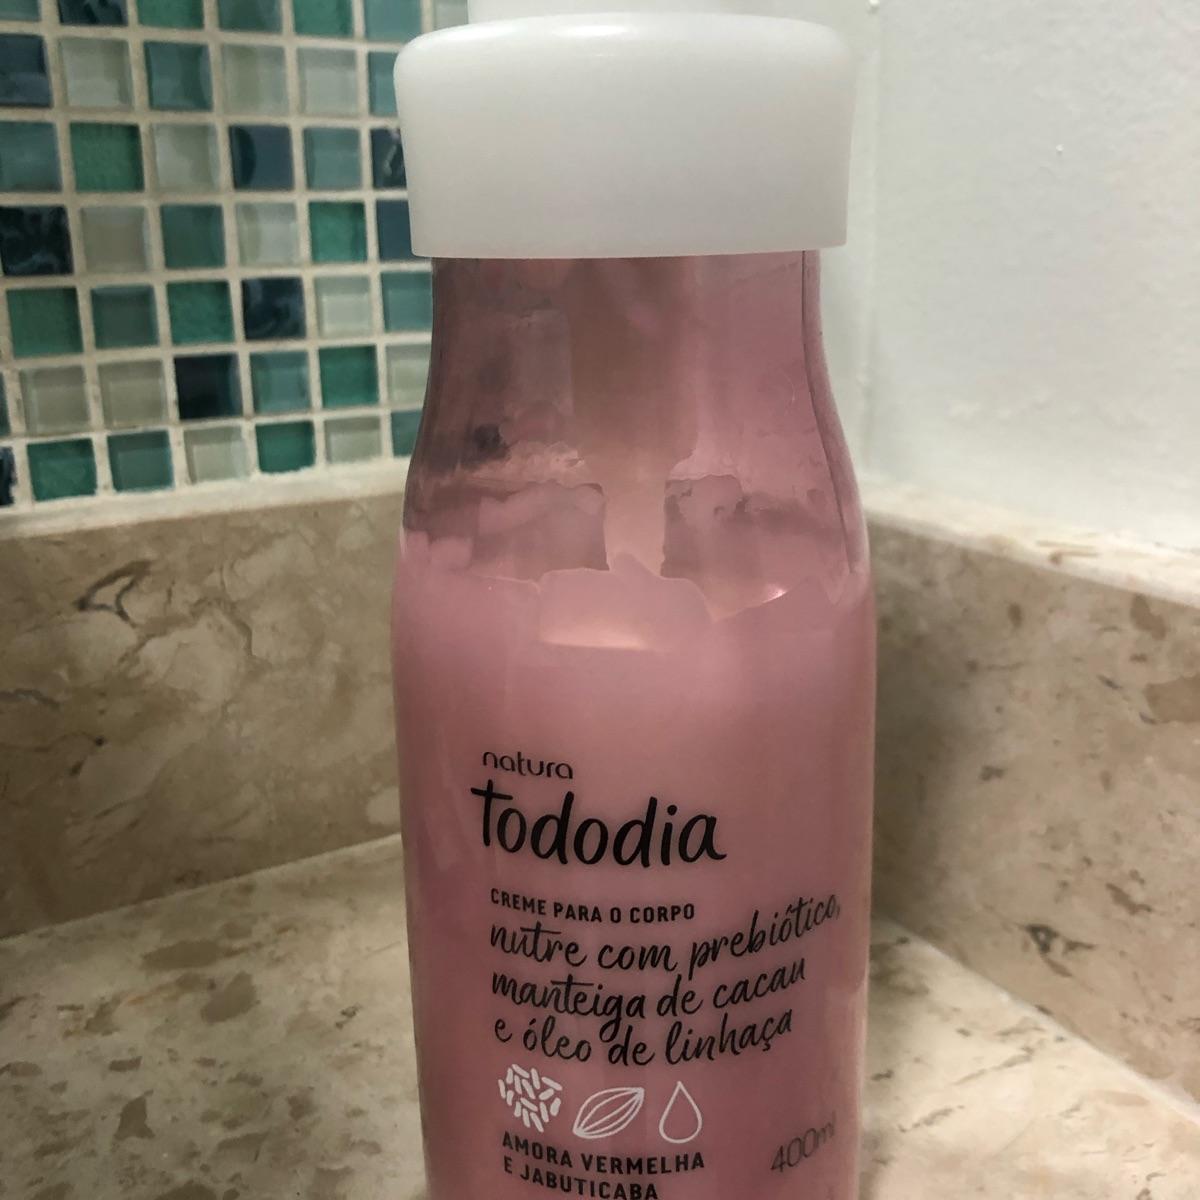 natura
tododia
CREME PARA O CORPO
nutre com prebiótico,
manteiga de cacau
e óleo de linhaça
AMORA VERMELHA
E JABUTICABA
400ml